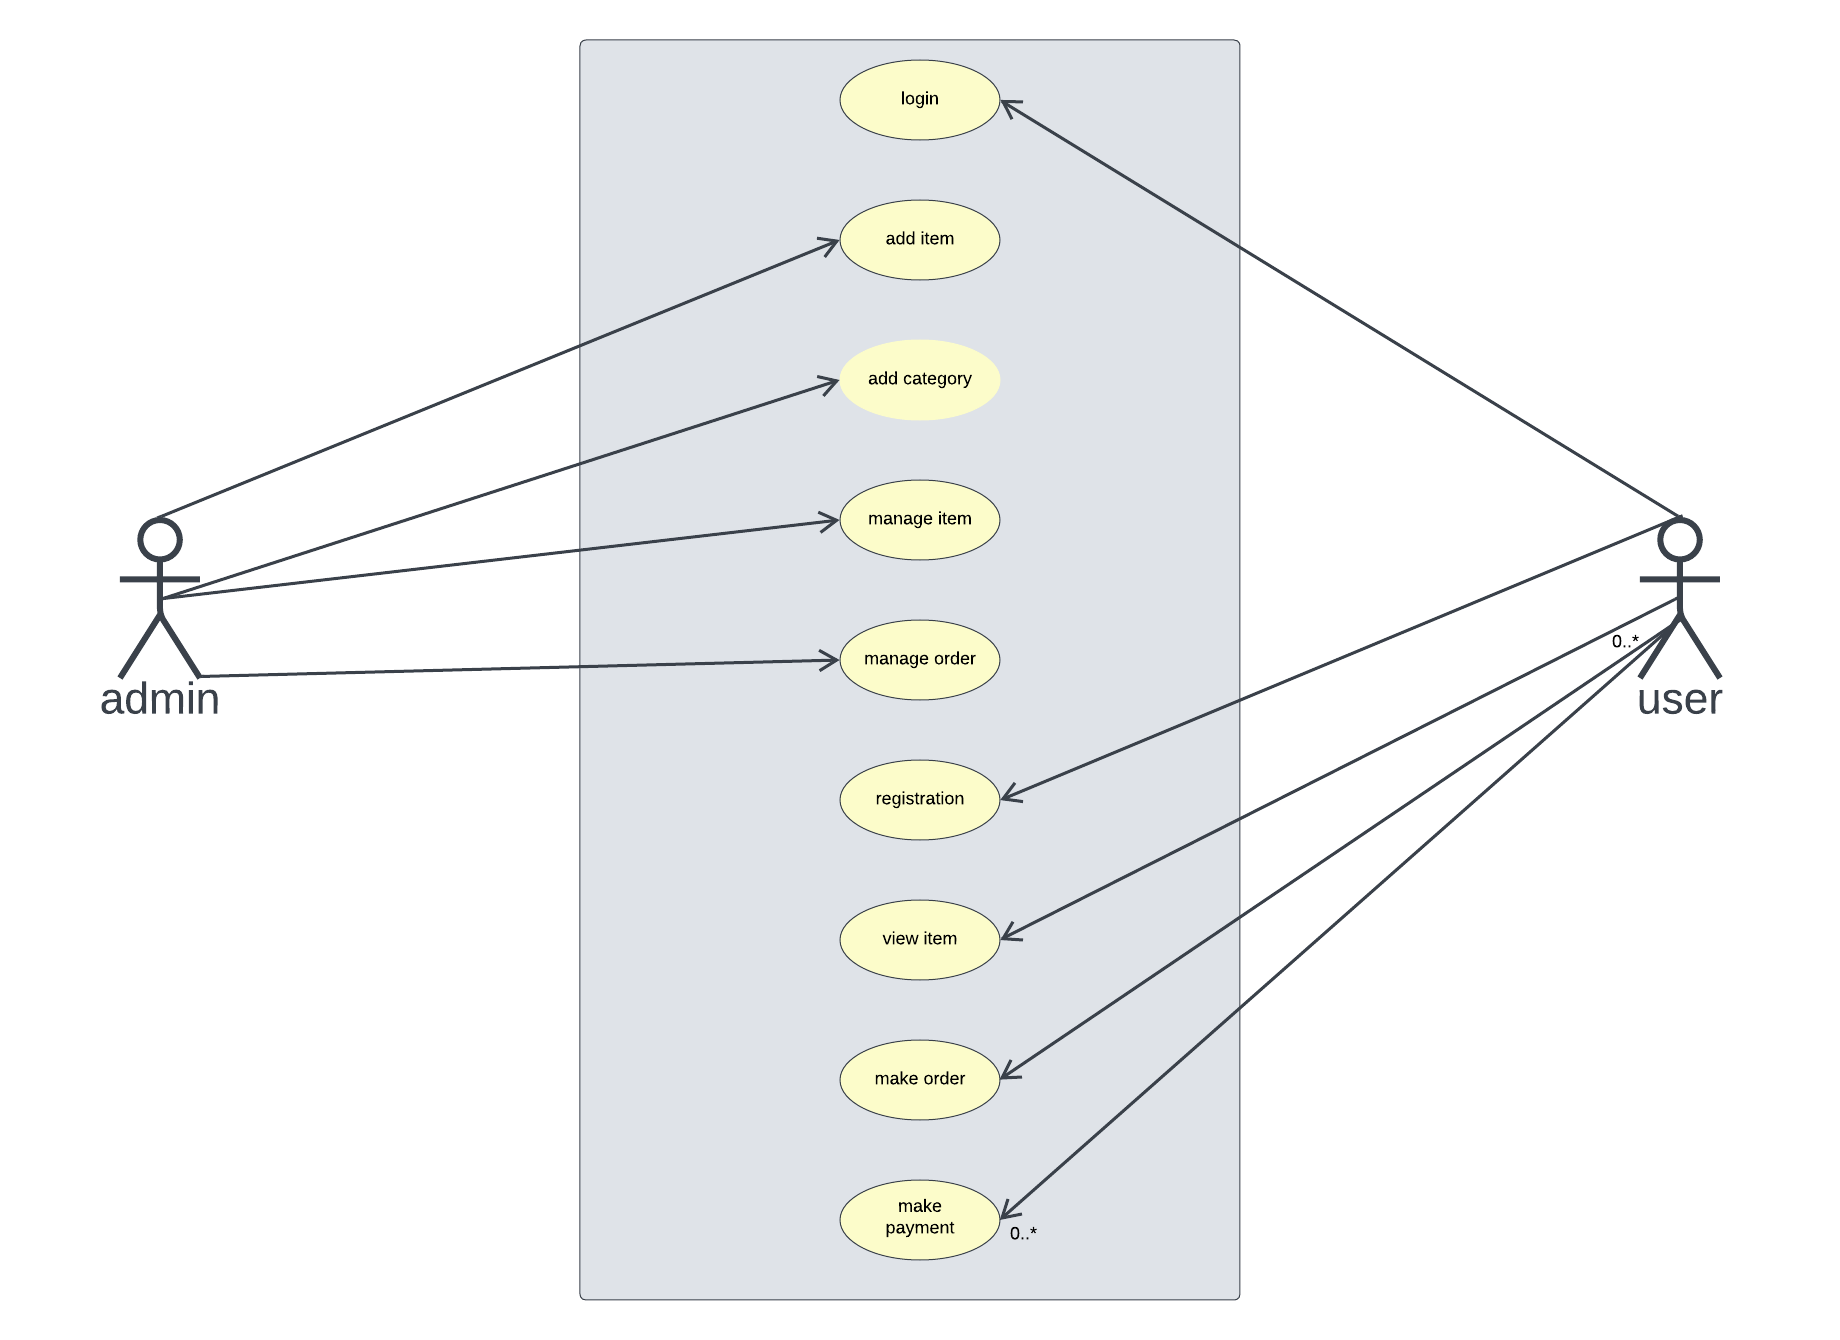 login
add item
add category
manage item
manage order
admin
0..*
user
registration
view item
make order
make
payment
0..*